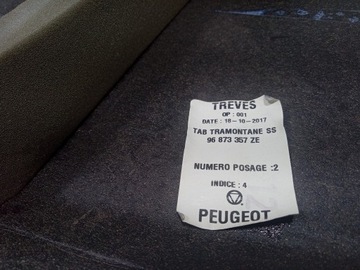 TREVES
OP : 001
DATE : 18-10-2017
TAB TRAMONTANE SS
96 873 357 ZE
NUMERO POSAGE :2
INDICE : 4
PEUGEOT